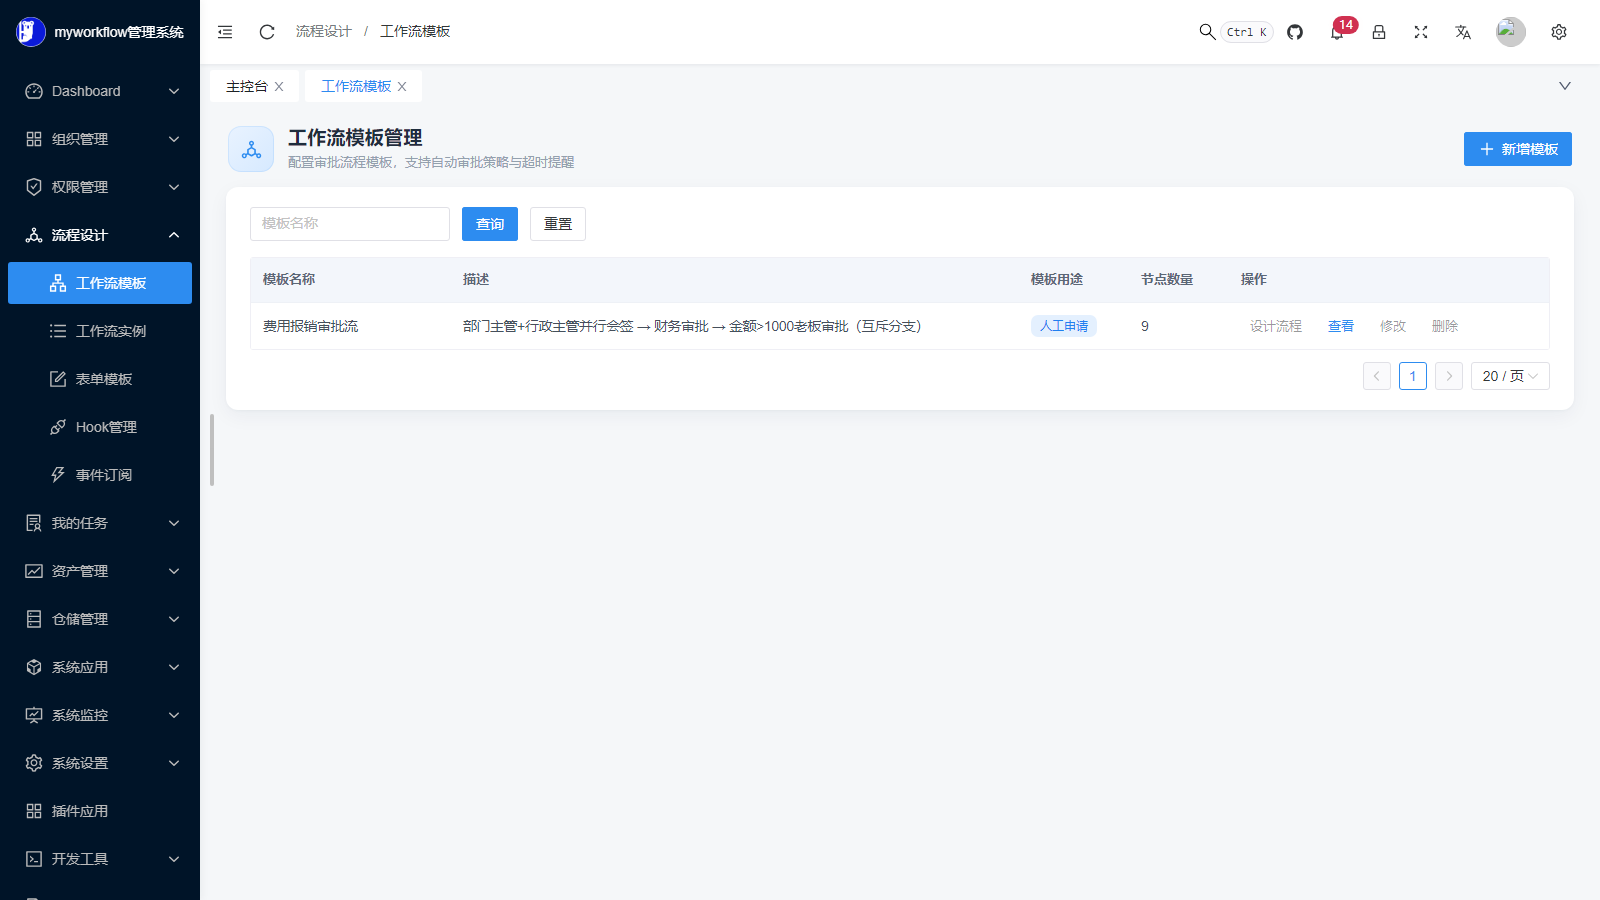 myworkflow管理系统
流程设计 / 工作流模板
Ctrl K
14
Dashboard
组织管理
权限管理
流程设计
工作流模板
工作流实例
表单模板
Hook管理
事件订阅
我的任务
资产管理
仓储管理
系统应用
系统监控
系统设置
插件应用
开发工具
主控台
工作流模板
工作流模板管理
配置审批流程模板，支持自动审批策略与超时提醒
新增模板
模板名称 查询 重置
模板名称 描述 模板用途 节点数量 操作
费用报销审批流 部门主管+行政主管并行会签 → 财务审批 → 金额>1000老板审批（互斥分支） 人工申请 9 设计流程 查看 修改 删除
1 20 / 页